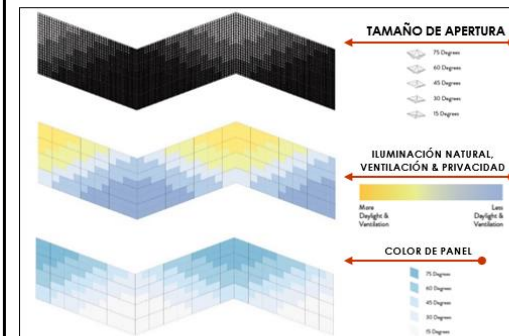 TAMAÑO DE APERTURA
75 Degrees
60 Degrees
45 Degrees
30 Degrees
15 Degrees
ILUMINACIÓN NATURAL,
VENTILACIÓN & PRIVACIDAD
More
Daylight &
Ventilation
Less
Daylight &
Ventilation
COLOR DE PANEL
75 Degrees
60 Degrees
45 Degrees
30 Degrees
15 Degrees